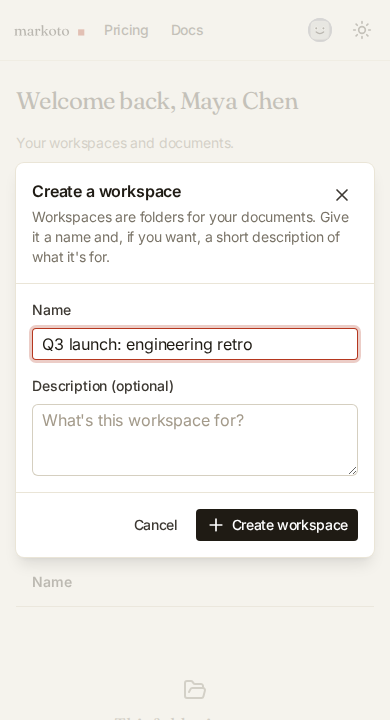 markoto
Pricing
Docs
Welcome back, Maya Chen
Your workspaces and documents.
Create a workspace
Workspaces are folders for your documents. Give
it a name and, if you want, a short description of
what it's for.
Name
Q3 launch: engineering retro
Description (optional)
What's this workspace for?
Cancel
Create workspace
Name